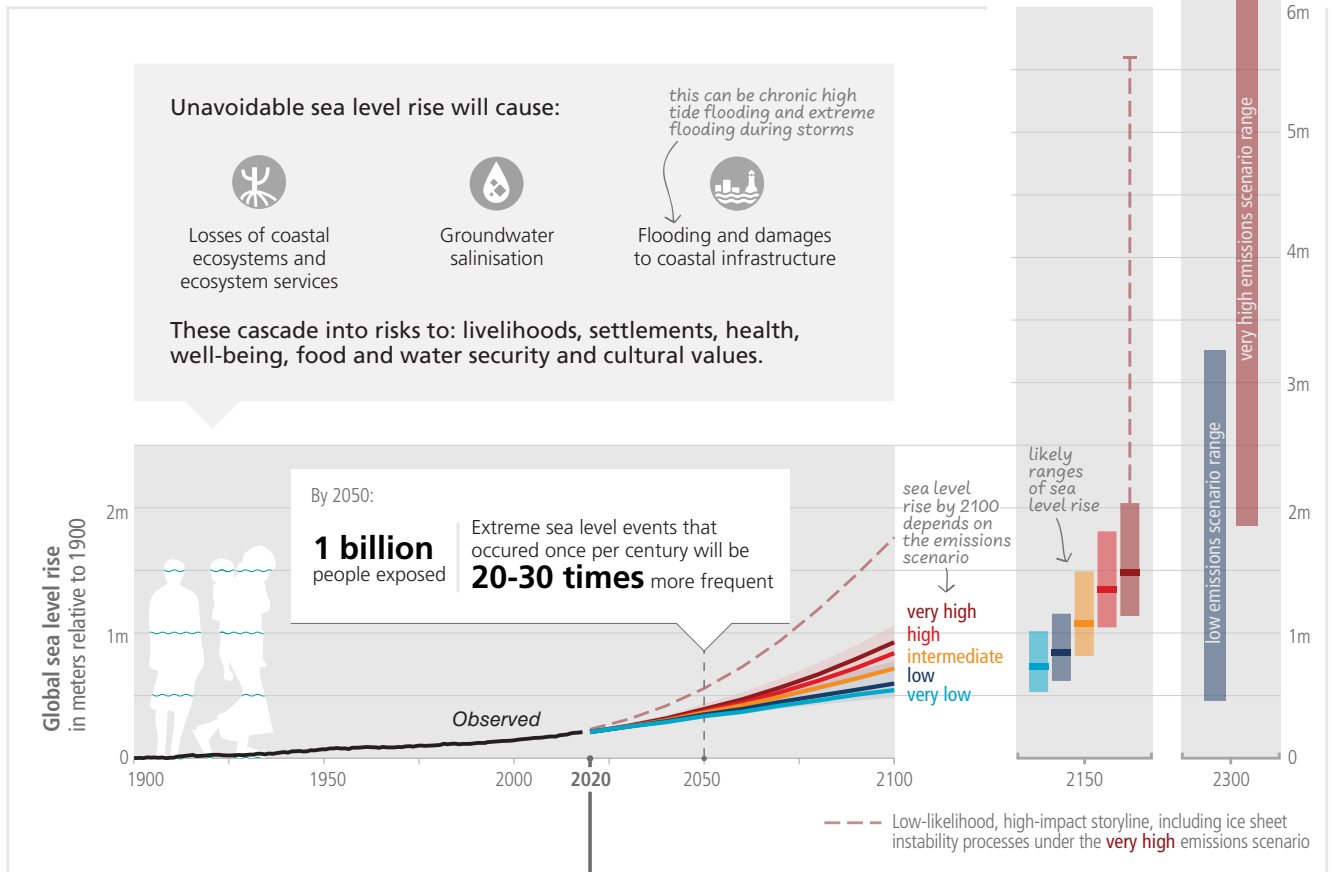 Unavoidable sea level rise will cause:
this can be chronic high
tide flooding and extreme
flooding during storms
Losses of coastal
ecosystems and
ecosystem services
Groundwater
salinisation
Flooding and damages
to coastal infrastructure
These cascade into risks to: livelihoods, settlements, health,
well-being, food and water security and cultural values.
Global sea level rise
in meters relative to 1900
2m
1m
0
By 2050:
1 billion
people exposed
Extreme sea level events that
occured once per century will be
20-30 times more frequent
Observed
1900
1950
2000
2020
2050
2100
sea level
rise by 2100
depends on
the emissions
scenario
very high
high
intermediate
low
very low
likely
ranges
of sea
level rise
2150
low emissions scenario range
very high emissions scenario range
2300
6m
5m
4m
3m
2m
1m
0
Low-likelihood, high-impact storyline, including ice sheet
instability processes under the very high emissions scenario